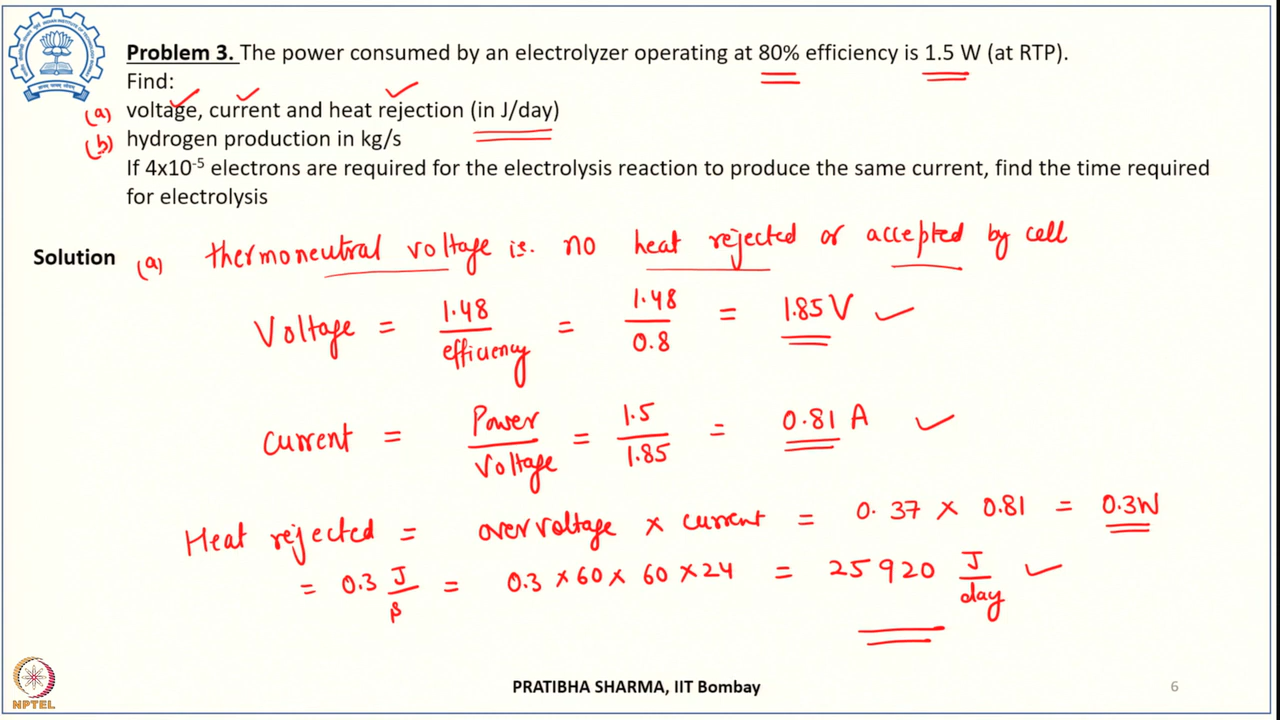 Problem 3. The power consumed by an electrolyzer operating at 80% efficiency is 1.5 W (at RTP).
Find:
(a) voltage, current and heat rejection (in J/day)
(b) hydrogen production in kg/s
If 4x10⁻⁵ electrons are required for the electrolysis reaction to produce the same current, find the time required
for electrolysis
Solution (a) thermoneutral voltage i.e. no heat rejected or accepted by cell
Voltage = 1.48 / efficiency = 1.48 / 0.8 = 1.85 V ✓
Current = Power / Voltage = 1.5 / 1.85 = 0.81 A ✓
Heat rejected = overvoltage × current = 0.37 × 0.81 = 0.3W
= 0.3 J/s = 0.3 × 60 × 60 × 24 = 25920 J/day ✓
NPTEL
PRATIBHA SHARMA, IIT Bombay
6